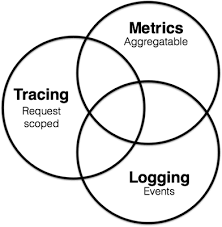 Metrics
Aggregatable
Tracing
Request
scoped
Logging
Events